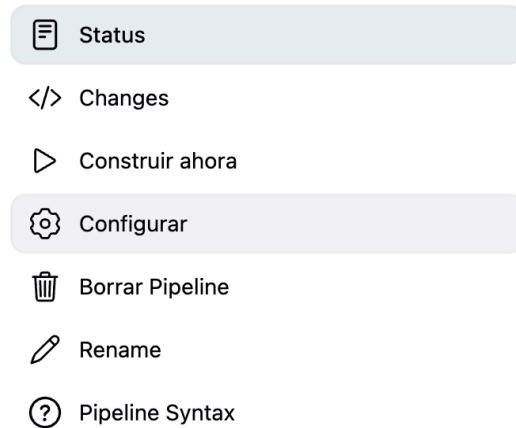 Status
Changes
Construir ahora
Configurar
Borrar Pipeline
Rename
Pipeline Syntax